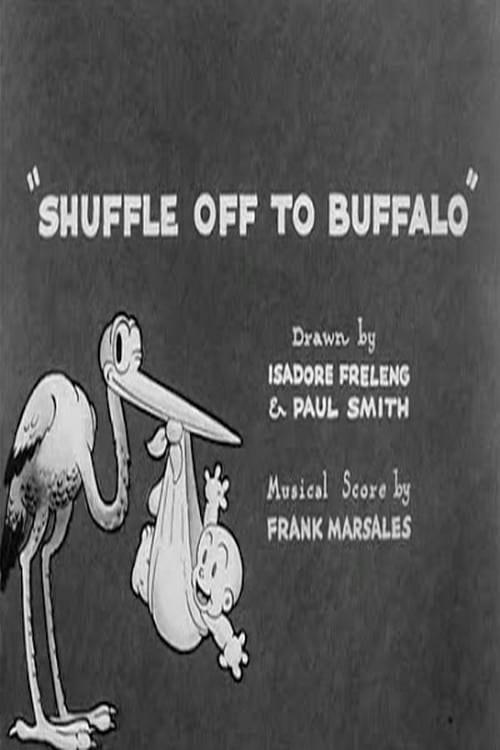 "SHUFFLE OFF TO BUFFALO"
Drawn by
ISADORE FRELENG
& PAUL SMITH
Musical Score by
FRANK MARSALES